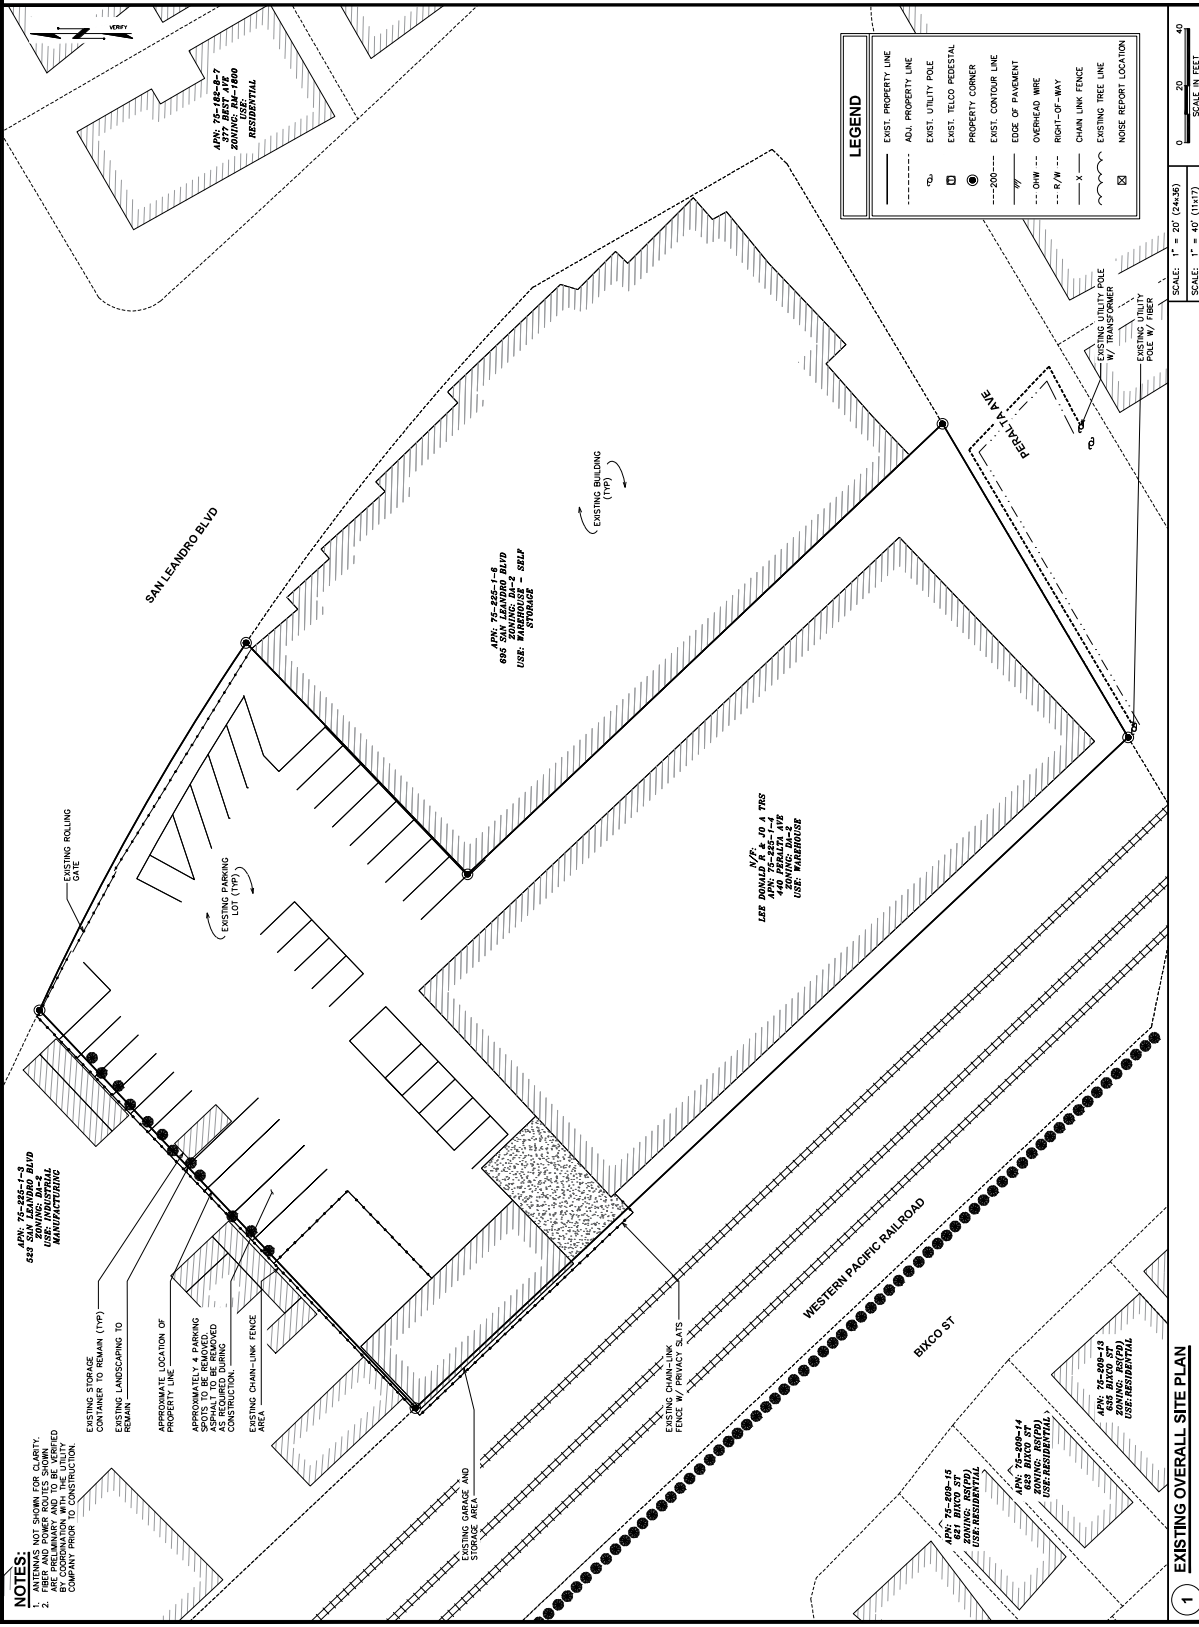 NOTES:
1. ANTENNAS NOT SHOWN FOR CLARITY.
2. FIBER AND POWER ROUTES SHOWN
ARE PRELIMINARY AND TO BE VERIFIED
BY COORDINATION WITH THE UTILITY
COMPANY PRIOR TO CONSTRUCTION.
APN: 75-225-1-3
523 SAN LEANDRO BLVD
ZONING: DA-2
USE: INDUSTRIAL
MANUFACTURING
EXISTING STORAGE
CONTAINER TO REMAIN (TYP)
EXISTING LANDSCAPING TO
REMAIN
APPROXIMATE LOCATION OF
PROPERTY LINE
APPROXIMATELY 4 PARKING
SPOTS TO BE REMOVED.
ASPHALT TO BE REMOVED
AS REQUIRED DURING
CONSTRUCTION.
EXISTING CHAIN-LINK FENCE
AREA
EXISTING ROLLING
GATE
EXISTING PARKING
LOT (TYP)
SAN LEANDRO BLVD
VERIFY
APN: 75-182-8-7
377 BEST AVE
ZONING: RM-1800
USE:
RESIDENTIAL
APN: 75-225-1-6
695 SAN LEANDRO BLVD
ZONING: DA-2
USE: WAREHOUSE - SELF
STORAGE
EXISTING BUILDING
(TYP)
N/F:
LEE DONALD R & JO A TRS
APN: 75-225-1-4
440 PERALTA AVE
ZONING: DA-2
USE: WAREHOUSE
EXISTING GARAGE AND
STORAGE AREA
EXISTING CHAIN-LINK
FENCE W/ PRIVACY SLATS
WESTERN PACIFIC RAILROAD
BIXCO ST
APN: 75-209-15
621 BIXCO ST
ZONING: RS(PD)
USE: RESIDENTIAL
APN: 75-209-14
623 BIXCO ST
ZONING: RS(PD)
USE: RESIDENTIAL
APN: 75-209-13
635 BIXCO ST
ZONING: RS(PD)
USE: RESIDENTIAL
PERALTA AVE
EXISTING UTILITY POLE
W/ TRANSFORMER
EXISTING UTILITY
POLE W/ FIBER
LEGEND
EXIST. PROPERTY LINE
ADJ. PROPERTY LINE
EXIST. UTILITY POLE
EXIST. TELCO PEDESTAL
PROPERTY CORNER
200 EXIST. CONTOUR LINE
EDGE OF PAVEMENT
OHW OVERHEAD WIRE
R/W RIGHT-OF-WAY
X CHAIN LINK FENCE
EXISTING TREE LINE
NOISE REPORT LOCATION
1 EXISTING OVERALL SITE PLAN
SCALE: 1" = 20' (24x36)
SCALE: 1" = 40' (11x17)
0 20 40
SCALE IN FEET